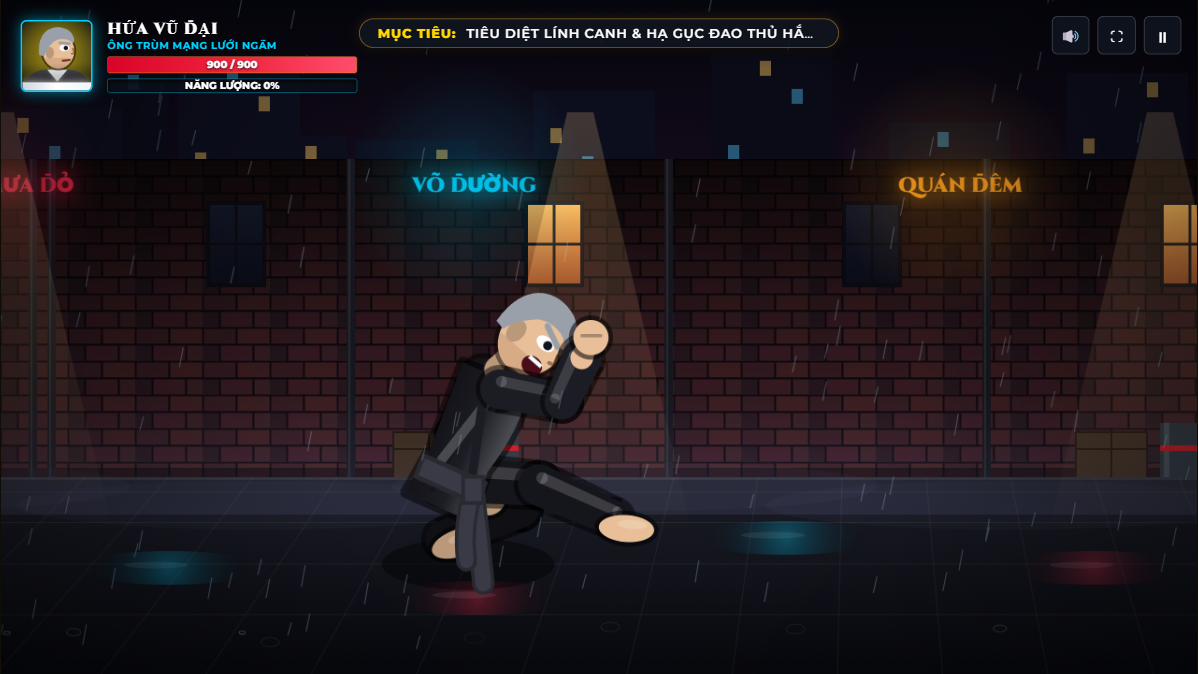 HỨA VŨ ĐẠI
ÔNG TRÙM MẠNG LƯỚI NGẦM
900 / 900
NĂNG LƯỢNG: 0%
MỤC TIÊU: TIÊU DIỆT LÍNH CANH & HẠ GỤC ĐAO THỦ HẮ...
ƯA ĐỎ
VÕ ĐƯỜNG
QUÁN ĐÊM